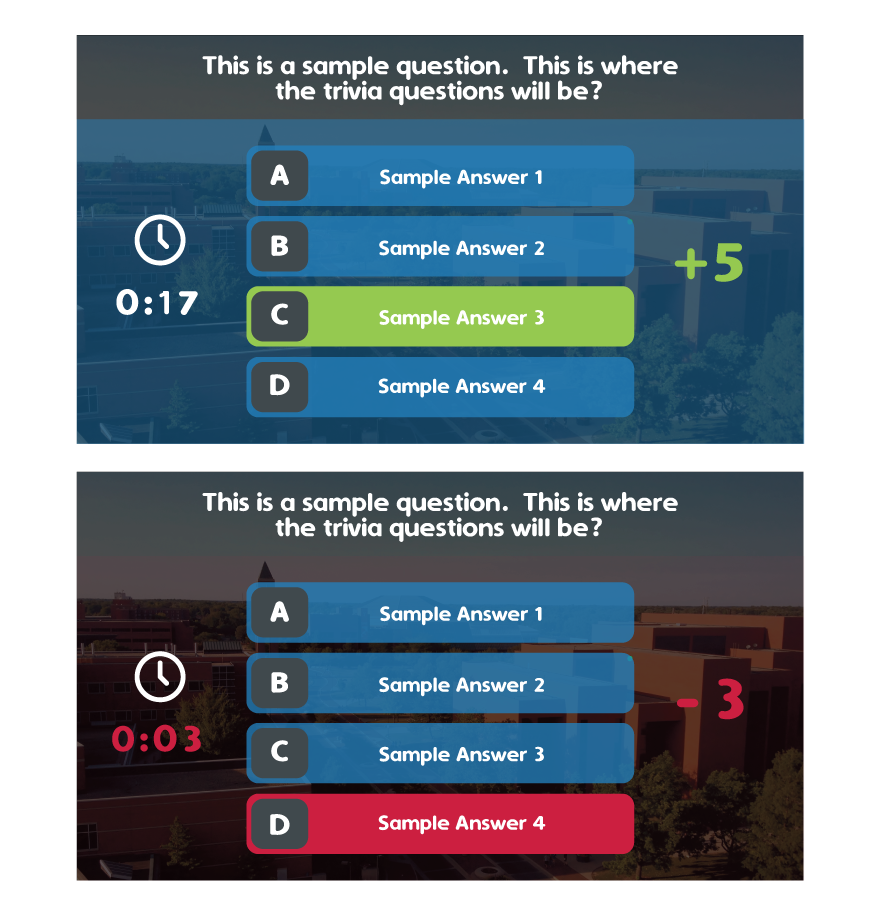 This is a sample question.  This is where
the trivia questions will be?
A Sample Answer 1
B Sample Answer 2
+5
0:17
C Sample Answer 3
D Sample Answer 4
This is a sample question.  This is where
the trivia questions will be?
A Sample Answer 1
B Sample Answer 2
- 3
0:03
C Sample Answer 3
D Sample Answer 4